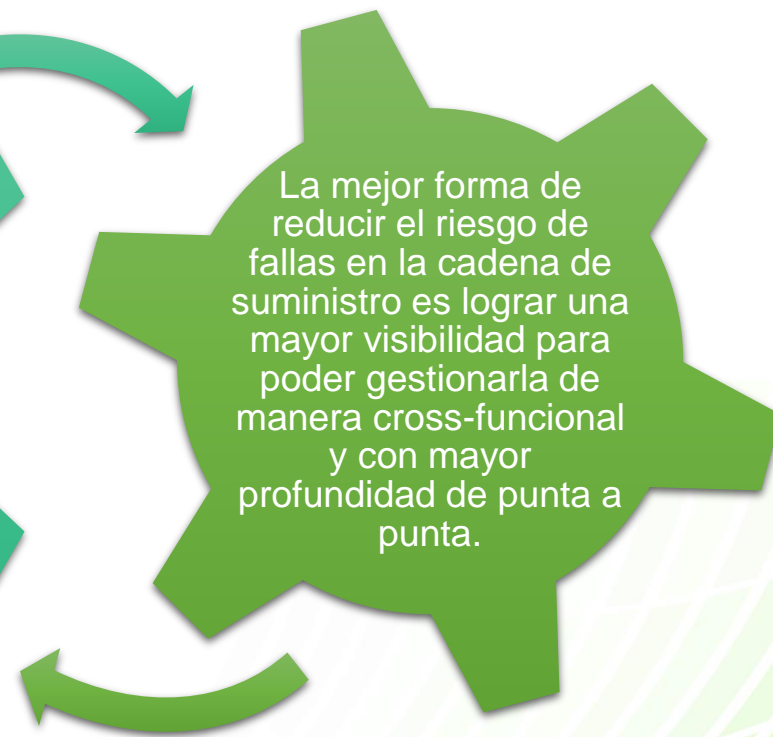 La mejor forma de
reducir el riesgo de
fallas en la cadena de
suministro es lograr una
mayor visibilidad para
poder gestionarla de
manera cross-funcional
y con mayor
profundidad de punta a
punta.